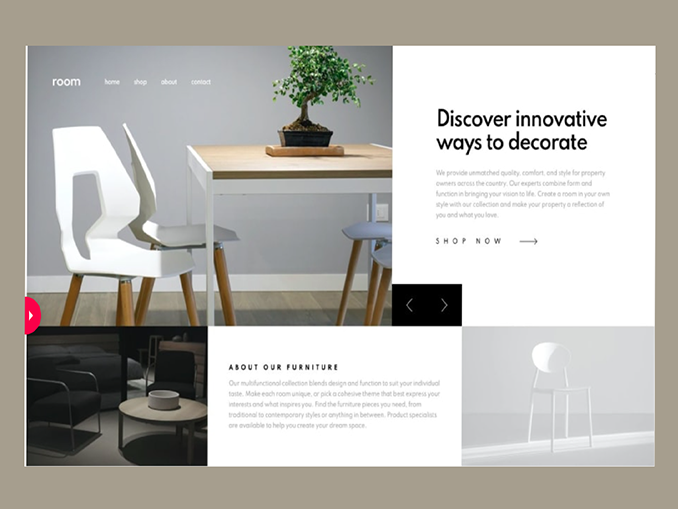 room
home shop about contact
Discover innovative
ways to decorate
We provide unmatched quality, comfort, and style for property
owners across the country. Our experts combine form and
function in bringing your vision to life. Create a room in your own
style with our collection and make your property a reflection of
you and what you love.
SHOP NOW
ABOUT OUR FURNITURE
Our multifunctional collection blends design and function to suit your individual
taste. Make each room unique, or pick a cohesive theme that best express your
interests and what inspires you. Find the furniture pieces you need, from
traditional to contemporary styles or anything in between. Product specialists
are available to help you create your dream space.